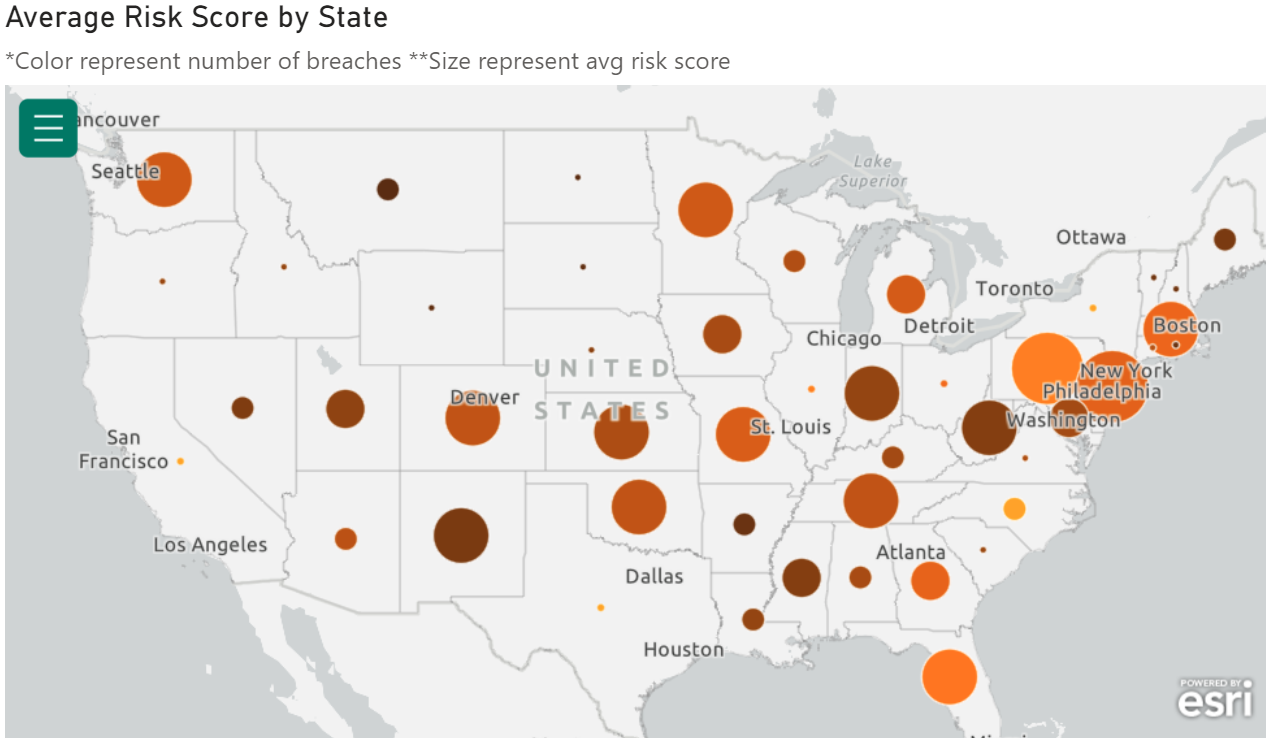 Average Risk Score by State
*Color represent number of breaches **Size represent avg risk score
ancouver
Seattle
Lake
Superior
Ottawa
Toronto
Boston
Detroit
Chicago
UNITED
New York
Denver
Philadelphia
STATES
Washington
St. Louis
San
Francisco
Los Angeles
Atlanta
Dallas
Houston
POWERED BY
esri